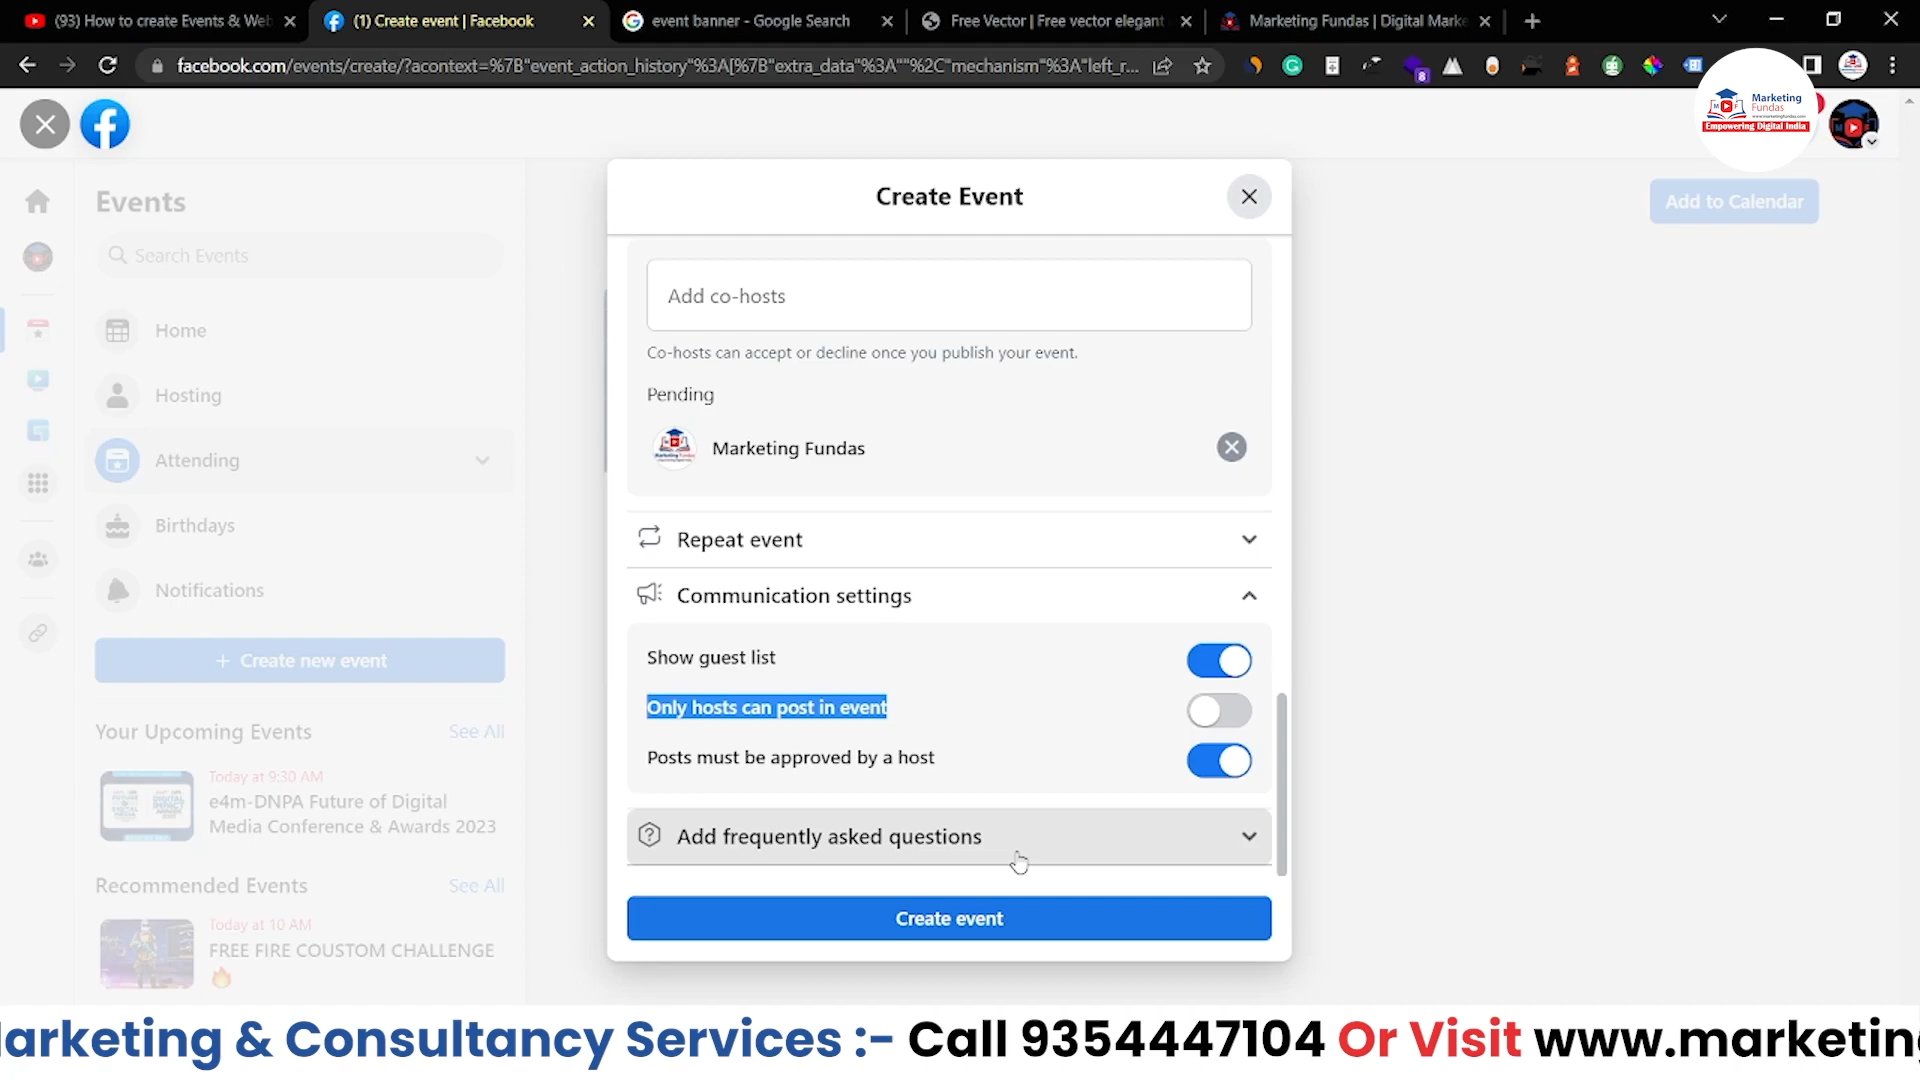 (93) How to create Events & Web
(1) Create event | Facebook
event banner - Google Search
Free Vector | Free vector elegant
Marketing Fundas | Digital Marke
facebook.com/events/create/?acontext=%7B"event_action_history"%3A[%7B"extra_data"%3A""%2C"mechanism"%3A"left_r...
8
Marketing
Fundas
www.marketingfundas.com
Empowering Digital India
Create Event
Events
Add to Calendar
Search Events
Add co-hosts
Home
Co-hosts can accept or decline once you publish your event.
Hosting
Pending
Attending
Marketing Fundas
Birthdays
Repeat event
Notifications
Communication settings
+ Create new event
Show guest list
Only hosts can post in event
Your Upcoming Events
See All
Posts must be approved by a host
Today at 9:30 AM
e4m-DNPA Future of Digital
Media Conference & Awards 2023
Add frequently asked questions
Recommended Events
See All
Today at 10 AM
Create event
FREE FIRE COUSTOM CHALLENGE
arketing & Consultancy Services :- Call 9354447104 Or Visit www.marketing